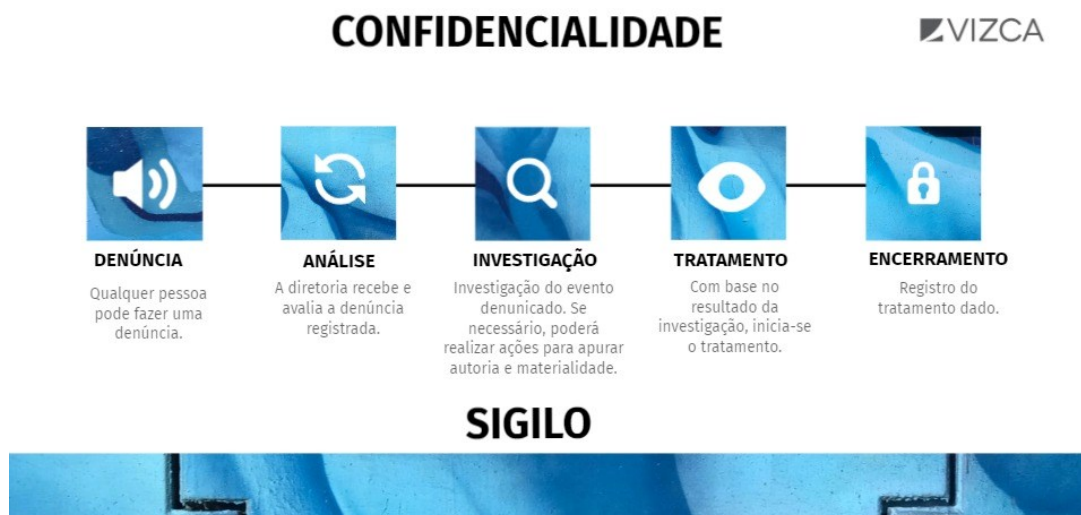 CONFIDENCIALIDADE
VIZCA
DENÚNCIA
Qualquer pessoa
pode fazer uma
denúncia.
ANÁLISE
A diretoria recebe e
avalia a denúncia
registrada.
INVESTIGAÇÃO
Investigação do evento
denunicado. Se
necessário, poderá
realizar ações para apurar
autoria e materialidade.
TRATAMENTO
Com base no
resultado da
investigação, inicia-se
o tratamento.
ENCERRAMENTO
Registro do
tratamento dado.
SIGILO